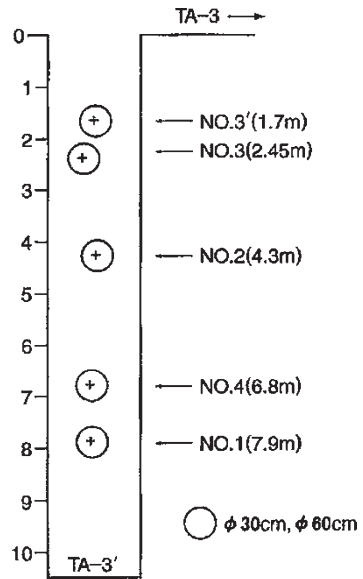 TA-3
0
1
NO.3'(1.7m)
2
NO.3(2.45m)
3
4
NO.2(4.3m)
5
6
7
NO.4(6.8m)
8
NO.1(7.9m)
9
φ 30cm, φ 60cm
10
TA-3'